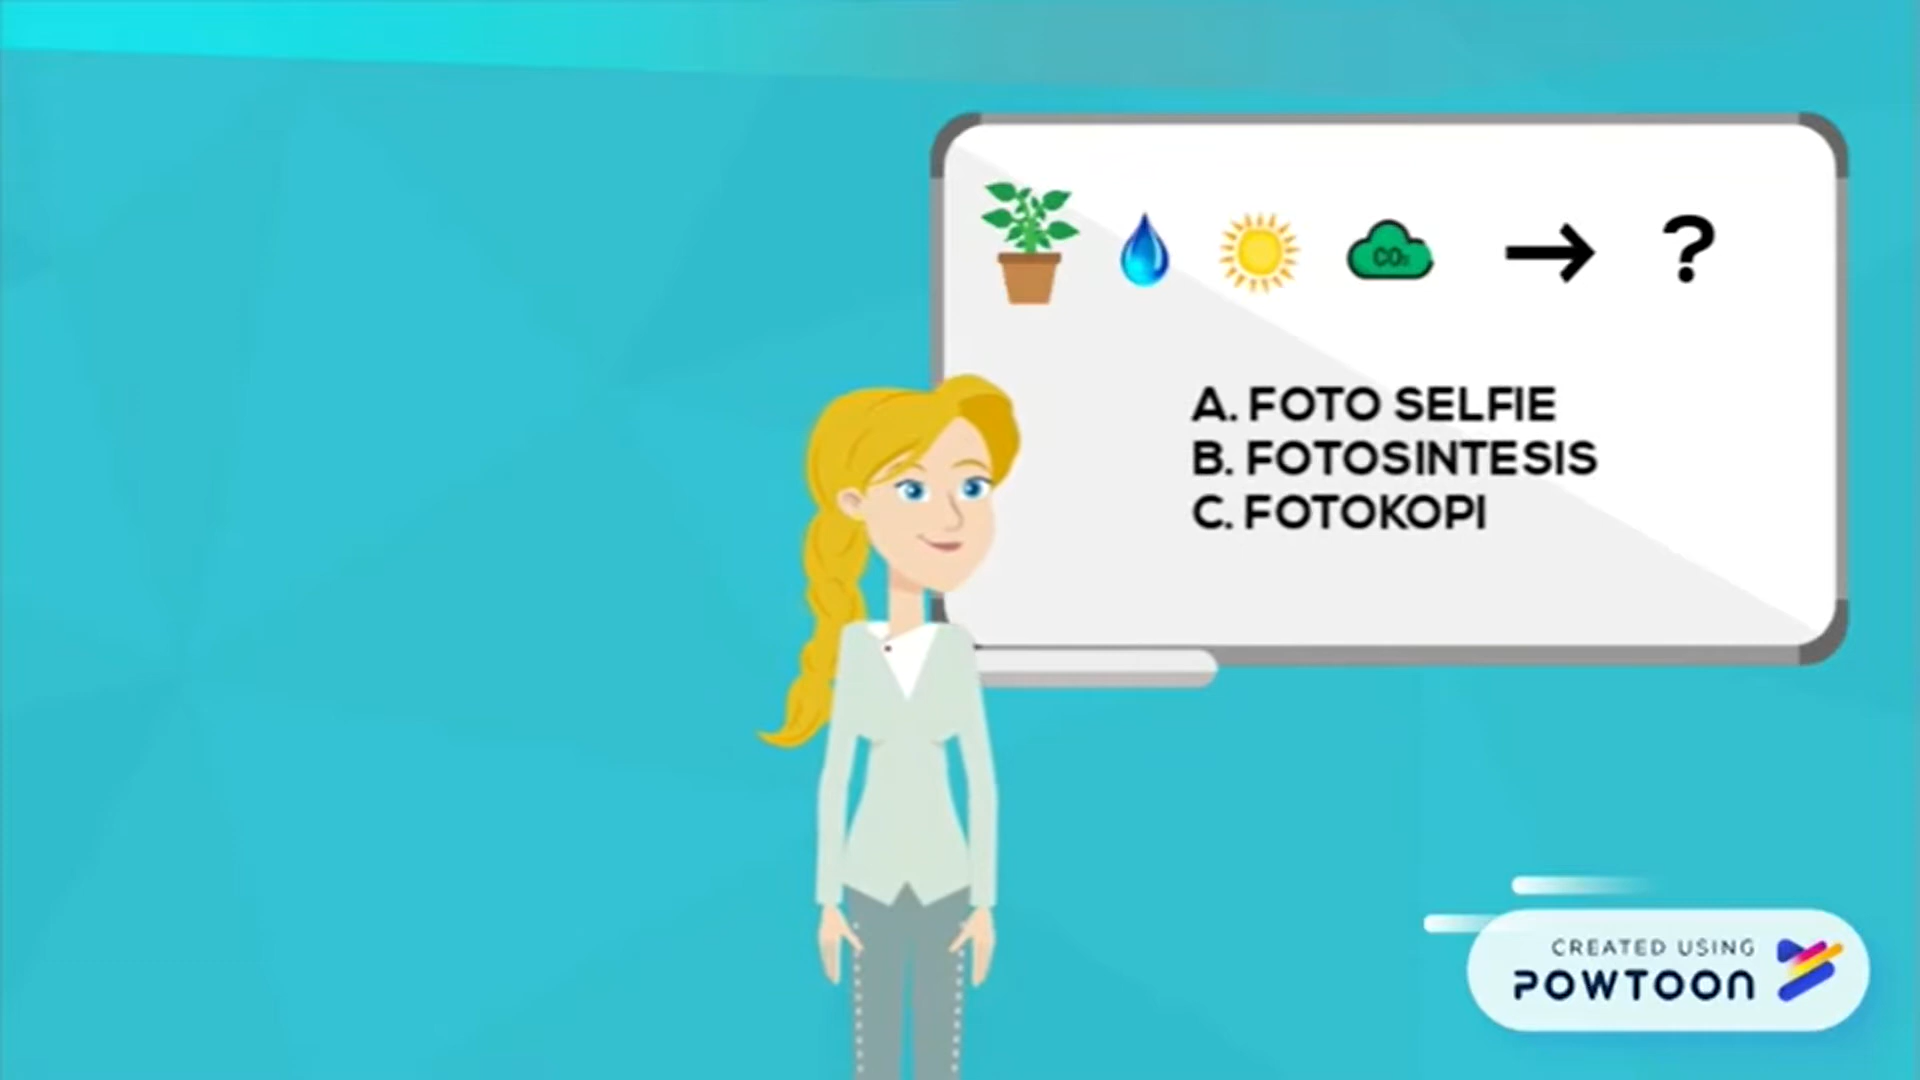 CO₂
?
A. FOTO SELFIE
B. FOTOSINTESIS
C. FOTOKOPI
CREATED USING
POWTOON